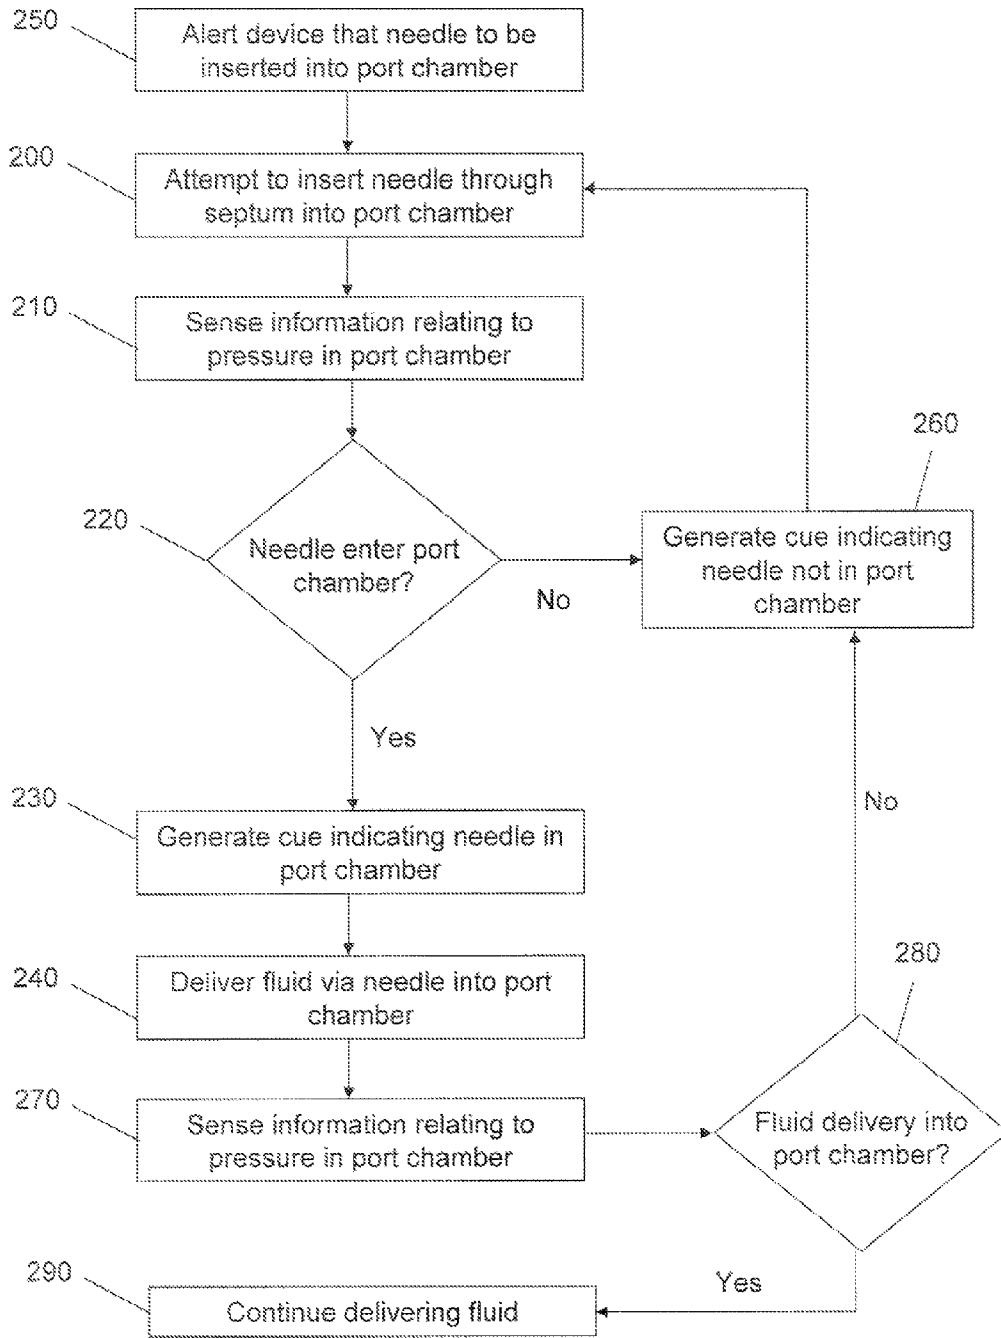 250
Alert device that needle to be
inserted into port chamber
200
Attempt to insert needle through
septum into port chamber
210
Sense information relating to
pressure in port chamber
260
220
Needle enter port
chamber?
Generate cue indicating
needle not in port
chamber
No
Yes
230
Generate cue indicating needle in
port chamber
No
240
Deliver fluid via needle into port
chamber
280
270
Sense information relating to
pressure in port chamber
Fluid delivery into
port chamber?
290
Continue delivering fluid
Yes